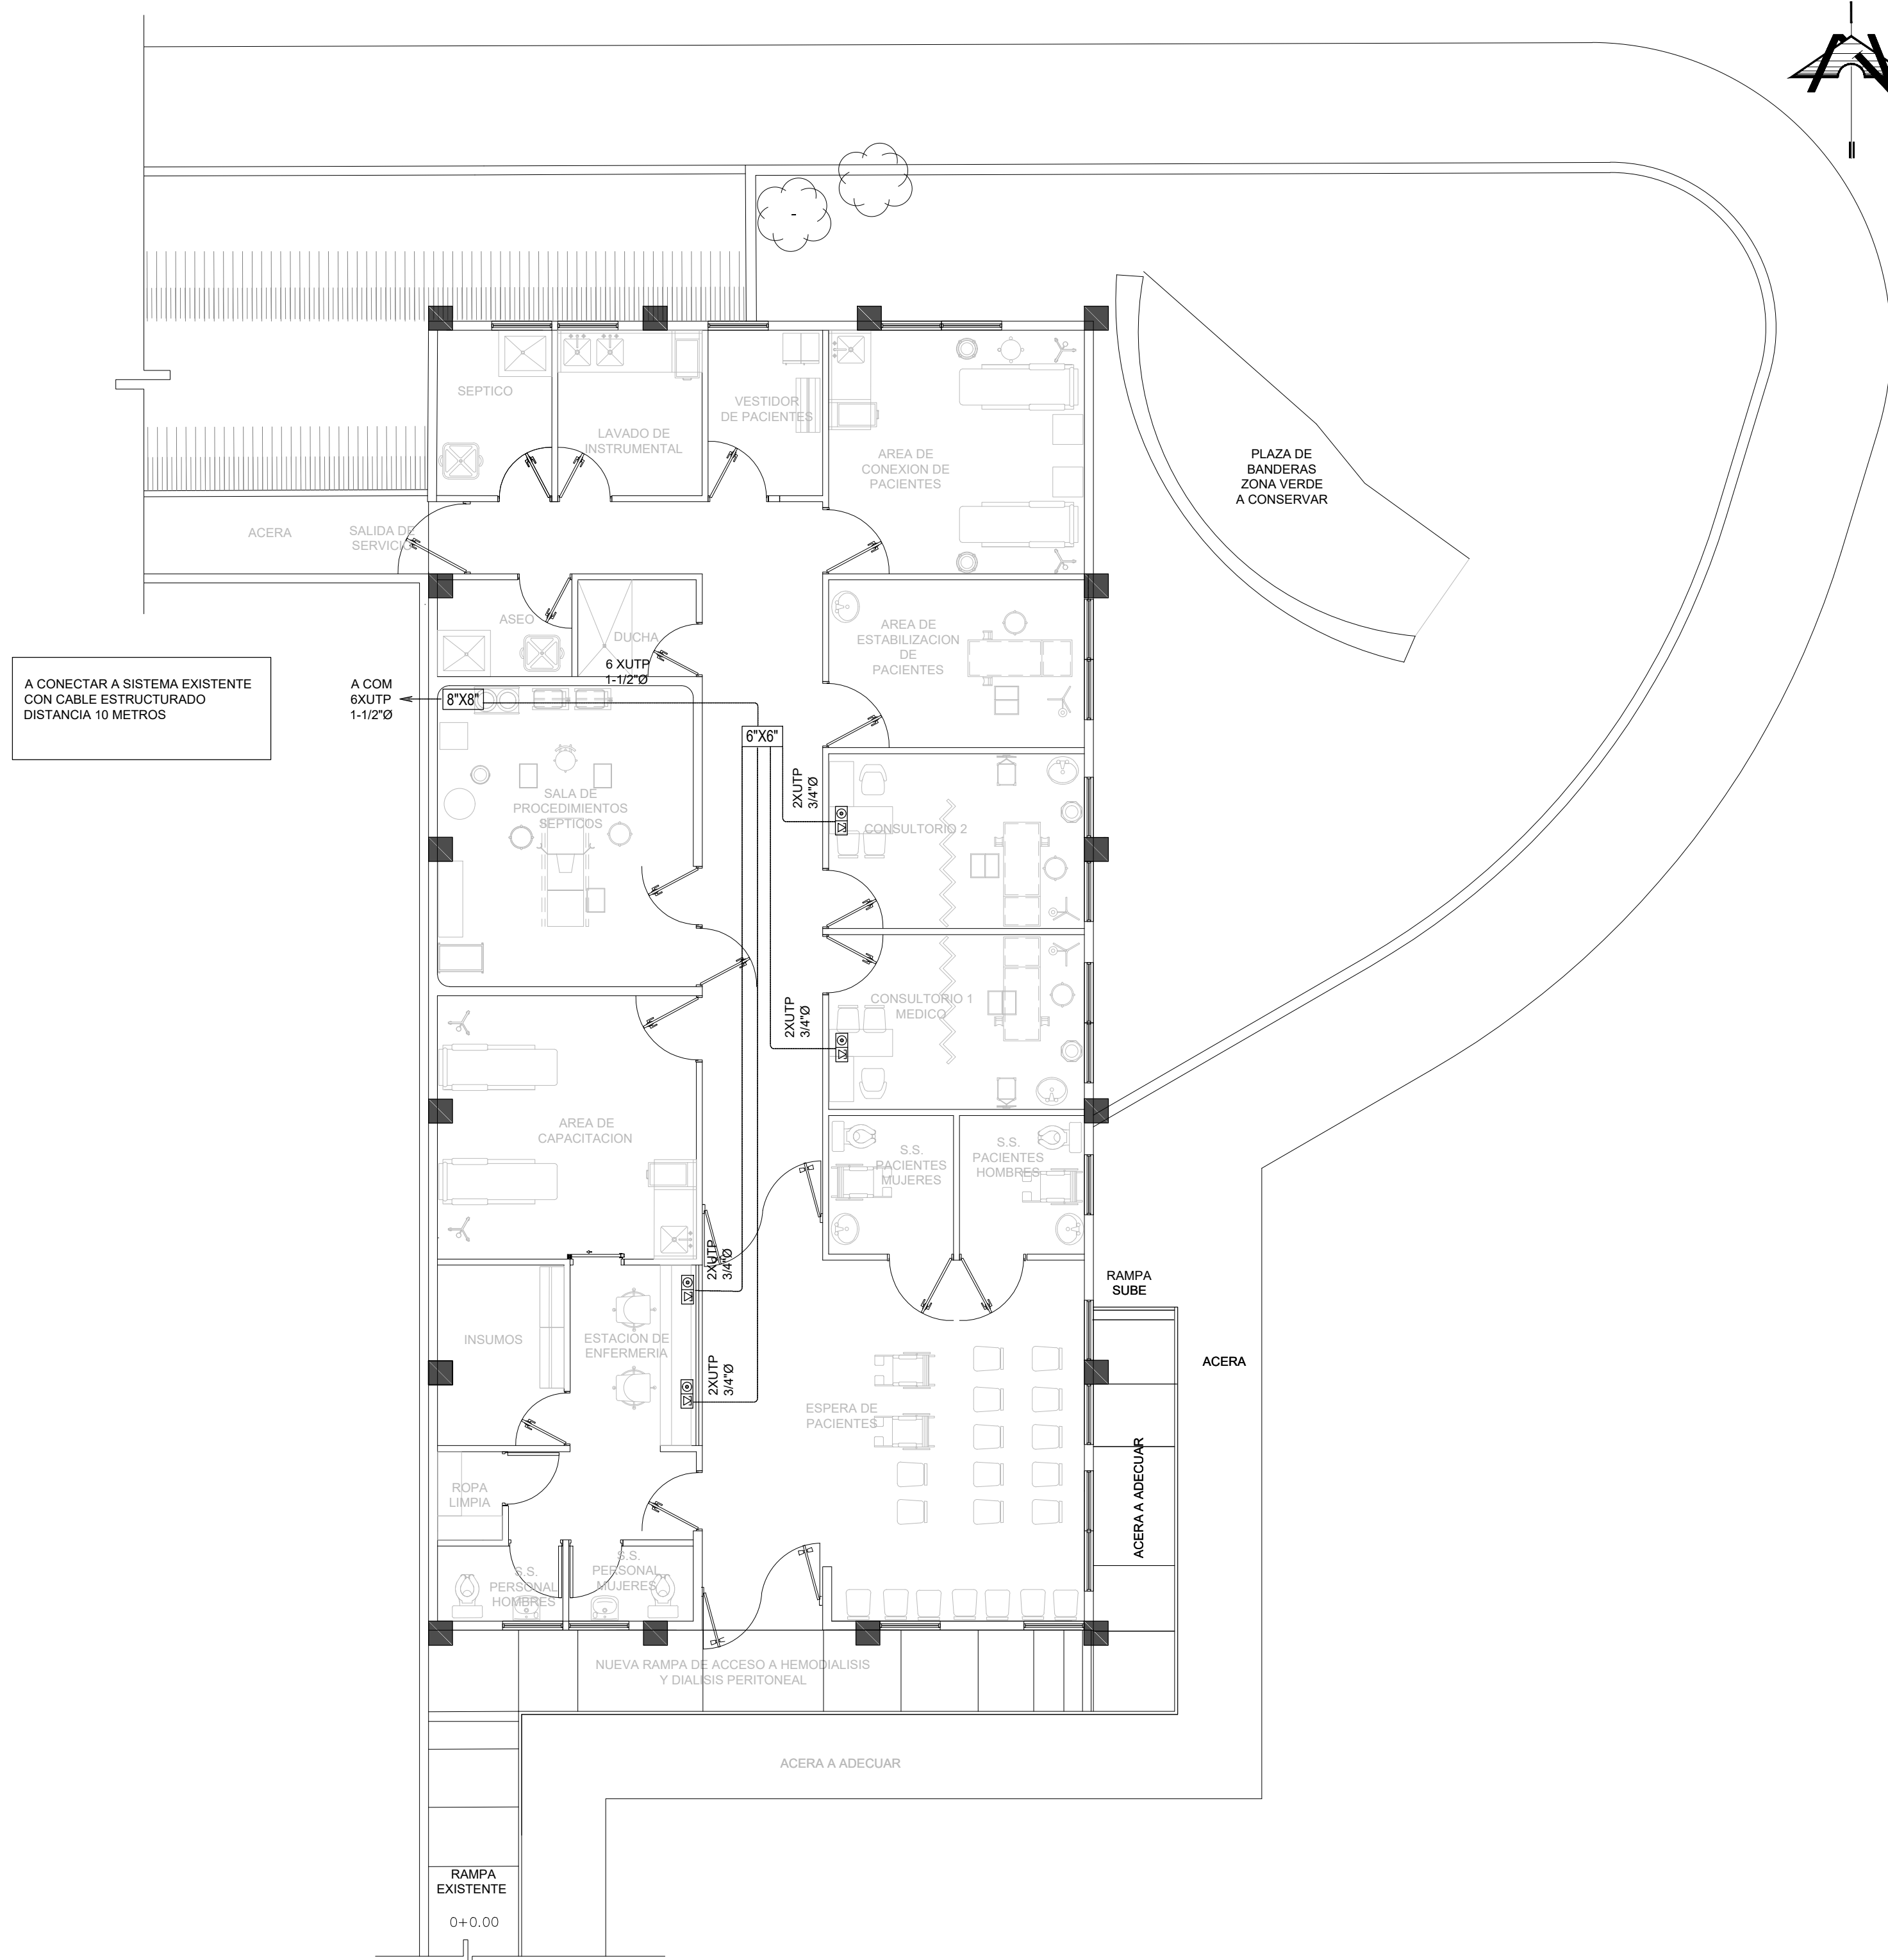 SEPTICO
LAVADO DE
INSTRUMENTAL
VESTIDOR
DE PACIENTES
AREA DE
CONEXION DE
PACIENTES
PLAZA DE
BANDERAS
ZONA VERDE
A CONSERVAR
ACERA
SALIDA DE
SERVICIO
ASEO
DUCHA
6 XUTP
1-1/2"Ø
AREA DE
ESTABILIZACION
DE
PACIENTES
A CONECTAR A SISTEMA EXISTENTE
CON CABLE ESTRUCTURADO
DISTANCIA 10 METROS
A COM
6XUTP
1-1/2"Ø
8"X8"
6"X6"
2XUTP
3/4"Ø
SALA DE
PROCEDIMIENTOS
SEPTICOS
CONSULTORIO 2
2XUTP
3/4"Ø
CONSULTORIO 1
MEDICO
AREA DE
CAPACITACION
S.S.
PACIENTES
MUJERES
S.S.
PACIENTES
HOMBRES
2XUTP
3/4"Ø
RAMPA
SUBE
INSUMOS
ESTACION DE
ENFERMERIA
2XUTP
3/4"Ø
ACERA
ESPERA DE
PACIENTES
ACERA A ADECUAR
ROPA
LIMPIA
S.S.
PERSONAL
HOMBRES
S.S.
PERSONAL
MUJERES
NUEVA RAMPA DE ACCESO A HEMODIALISIS
Y DIALISIS PERITONEAL
ACERA A ADECUAR
RAMPA
EXISTENTE
0+0.00